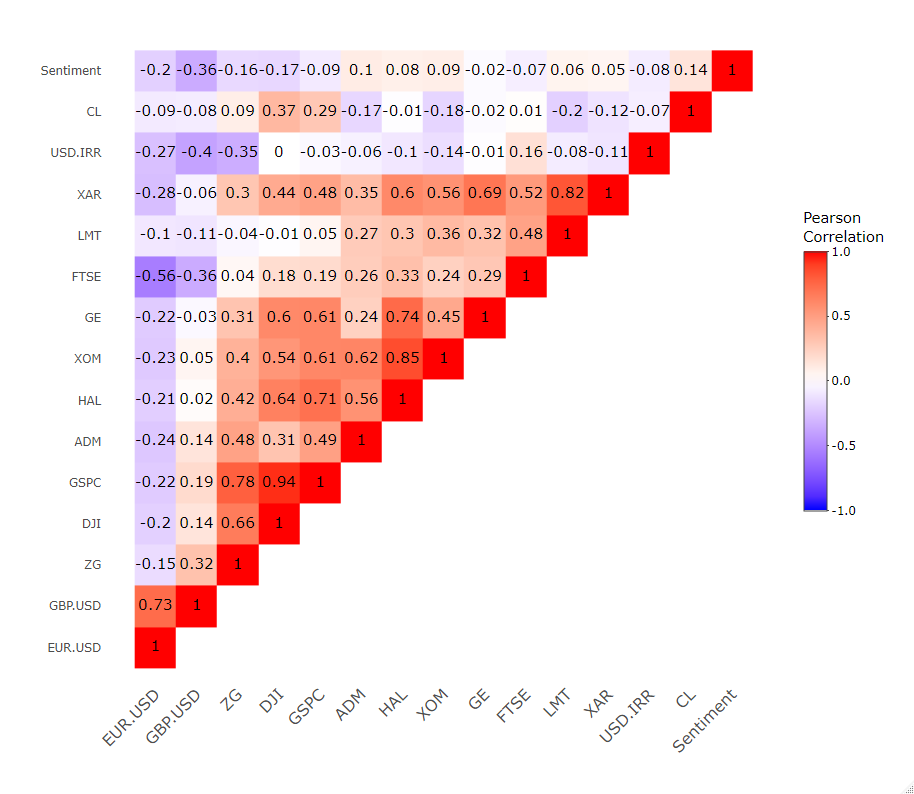 Sentiment -0.2 -0.36 -0.16 -0.17 -0.09 0.1 0.08 0.09 -0.02 -0.07 0.06 0.05 -0.08 0.14 1
CL -0.09 -0.08 0.09 0.37 0.29 -0.17 -0.01 -0.18 -0.02 0.01 -0.2 -0.12 -0.07 1
USD.IRR -0.27 -0.4 -0.35 0 -0.03 -0.06 -0.1 -0.14 -0.01 0.16 -0.08 -0.11 1
XAR -0.28 -0.06 0.3 0.44 0.48 0.35 0.6 0.56 0.69 0.52 0.82 1
LMT -0.1 -0.11 -0.04 -0.01 0.05 0.27 0.3 0.36 0.32 0.48 1
FTSE -0.56 -0.36 0.04 0.18 0.19 0.26 0.33 0.24 0.29 1
GE -0.22 -0.03 0.31 0.6 0.61 0.24 0.74 0.45 1
XOM -0.23 0.05 0.4 0.54 0.61 0.62 0.85 1
HAL -0.21 0.02 0.42 0.64 0.71 0.56 1
ADM -0.24 0.14 0.48 0.31 0.49 1
GSPC -0.22 0.19 0.78 0.94 1
DJI -0.2 0.14 0.66 1
ZG -0.15 0.32 1
GBP.USD 0.73 1
EUR.USD 1
EUR.USD GBP.USD ZG DJI GSPC ADM HAL XOM GE FTSE LMT XAR USD.IRR CL Sentiment
Pearson
Correlation
1.0
0.5
0.0
-0.5
-1.0